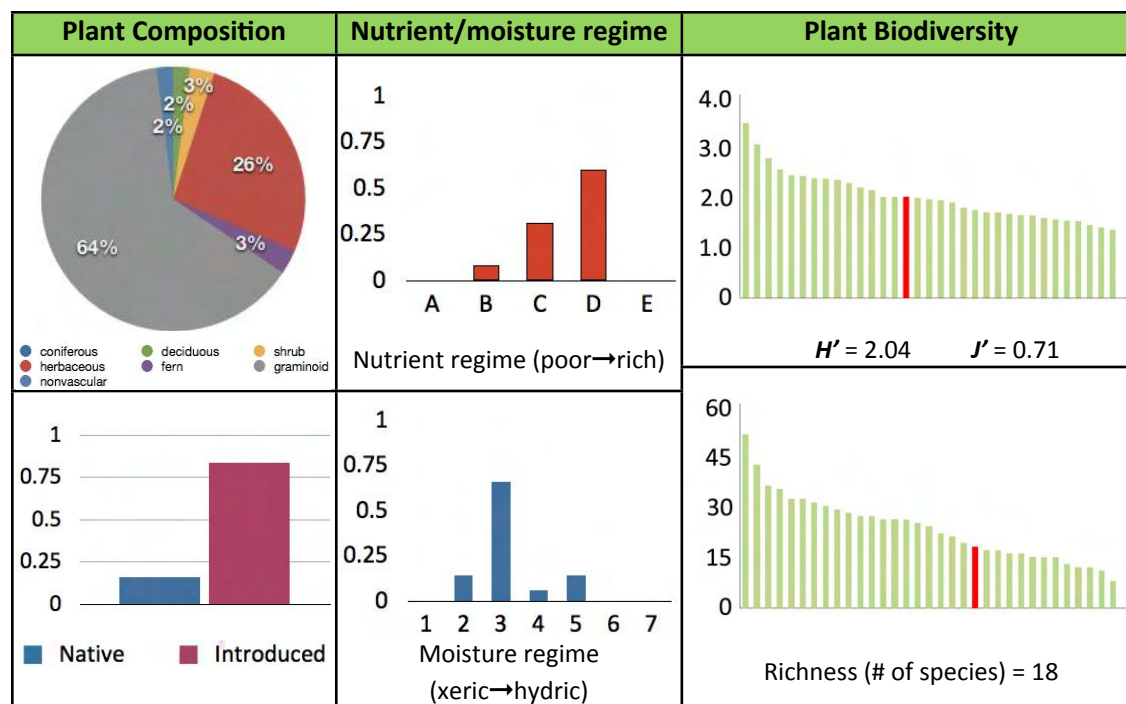 Plant Composition
Nutrient/moisture regime
Plant Biodiversity
2%
2%
3%
26%
3%
64%
coniferous
deciduous
shrub
herbaceous
fern
graminoid
nonvascular
1
0.75
0.5
0.25
0
A B C D E
Nutrient regime (poor→rich)
4.0
3.0
2.0
1.0
0
H' = 2.04 J' = 0.71
1
0.75
0.5
0.25
0
Native Introduced
1
0.75
0.5
0.25
0
1 2 3 4 5 6 7
Moisture regime
(xeric→hydric)
60
45
30
15
0
Richness (# of species) = 18